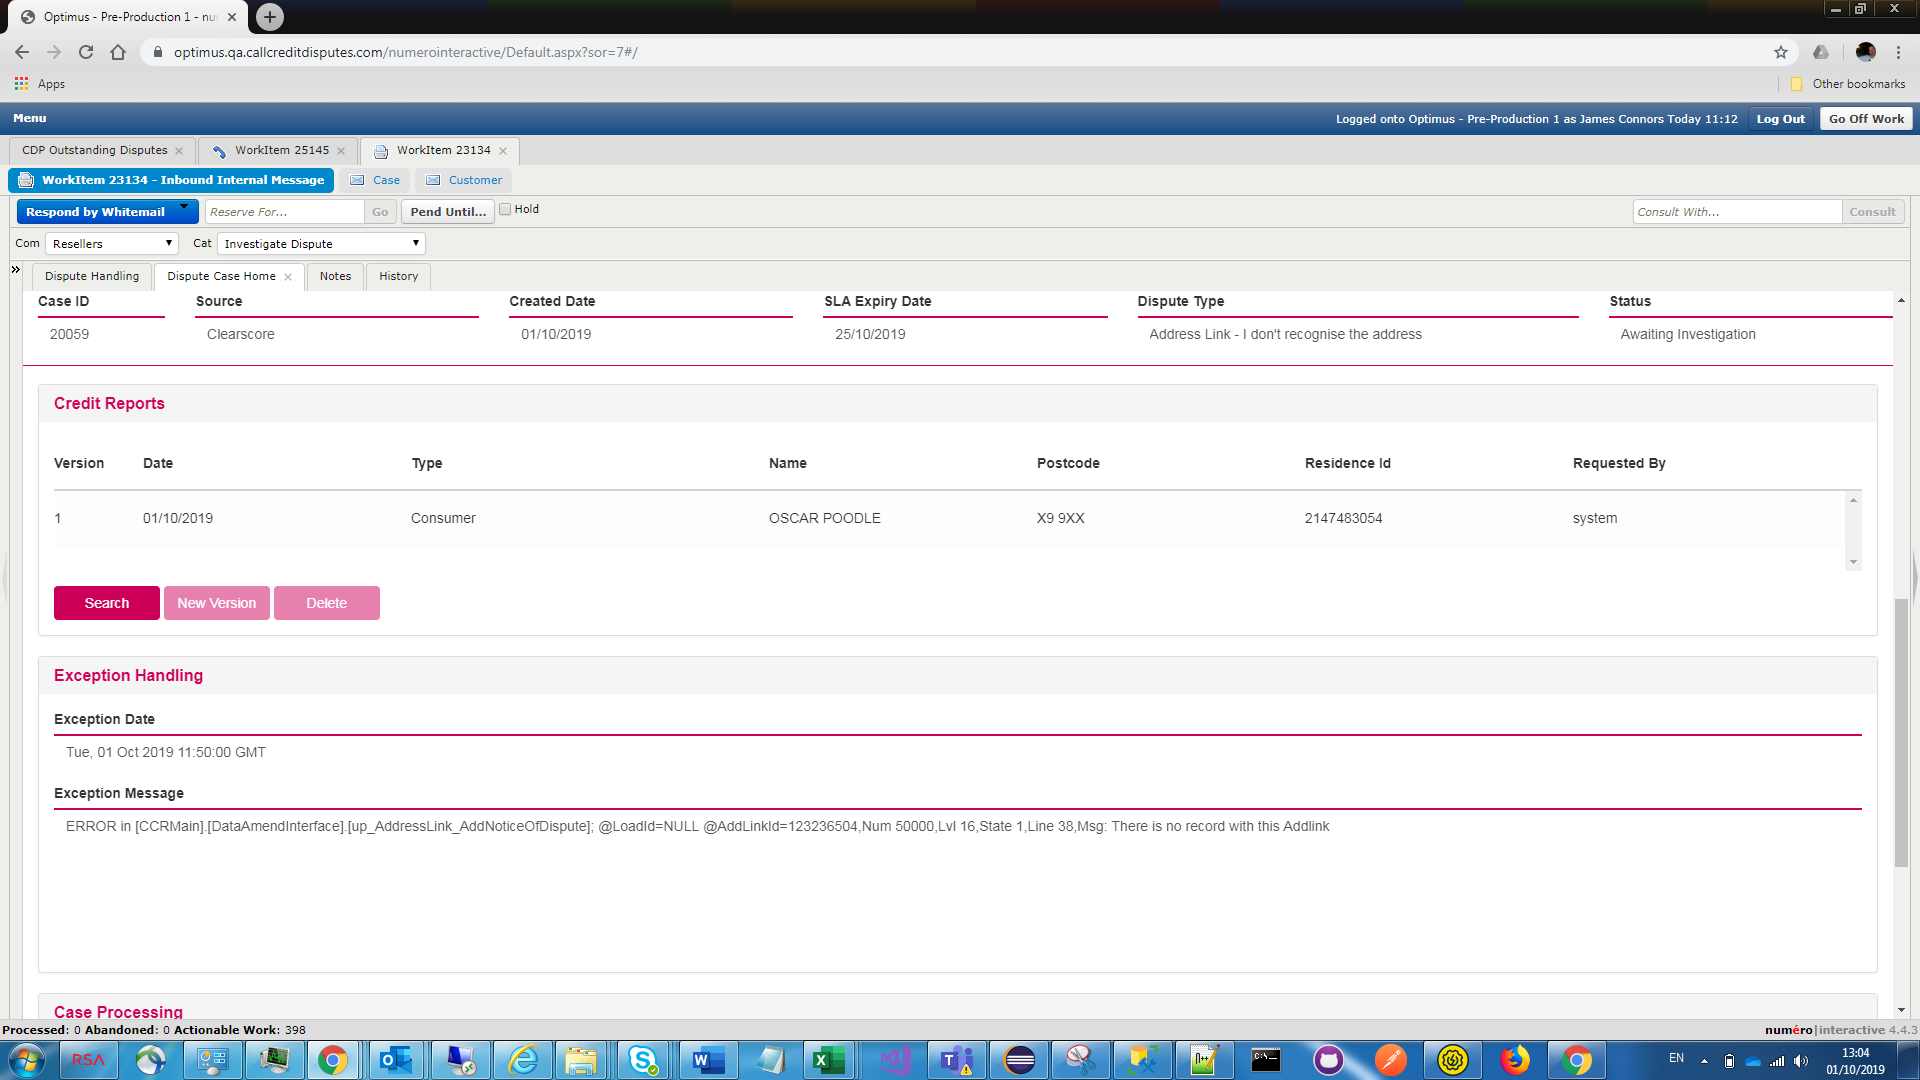 Optimus - Pre-Production 1 - nu
optimus.qa.callcreditdisputes.com/numerointeractive/Default.aspx?sor=7#/
Apps
Other bookmarks
Menu
Logged onto Optimus - Pre-Production 1 as James Connors Today 11:12
Log Out
Go Off Work
CDP Outstanding Disputes
WorkItem 25145
WorkItem 23134
WorkItem 23134 - Inbound Internal Message
Case
Customer
Respond by Whitemail
Reserve For...
Go
Pend Until...
Hold
Consult With...
Consult
Com
Resellers
Cat
Investigate Dispute
Dispute Handling
Dispute Case Home
Notes
History
Case ID Source Created Date SLA Expiry Date Dispute Type Status
20059 Clearscore 01/10/2019 25/10/2019 Address Link - I don't recognise the address Awaiting Investigation
Credit Reports
Version Date Type Name Postcode Residence Id Requested By
1 01/10/2019 Consumer OSCAR POODLE X9 9XX 2147483054 system
Search
New Version
Delete
Exception Handling
Exception Date
Tue, 01 Oct 2019 11:50:00 GMT
Exception Message
ERROR in [CCRMain].[DataAmendInterface].[up_AddressLink_AddNoticeOfDispute]; @LoadId=NULL @AddLinkId=123236504,Num 50000,Lvl 16,State 1,Line 38,Msg: There is no record with this Addlink
Case Processing
Processed: 0 Abandoned: 0 Actionable Work: 398
numéro|interactive 4.4.3
RSA
EN
13:04
01/10/2019